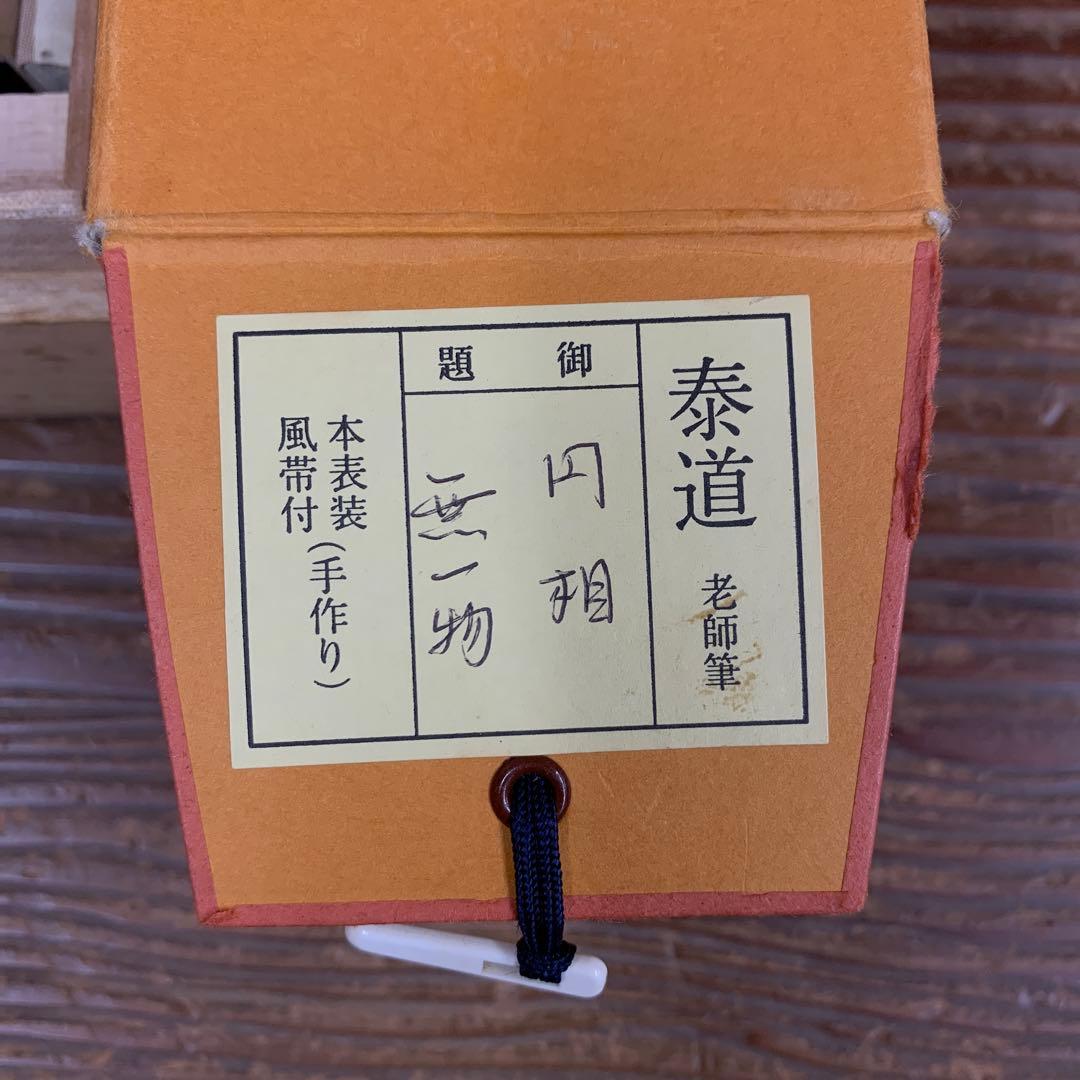 泰道 老師筆
御題
円相
無一物
本表装(手作り)
風帯付